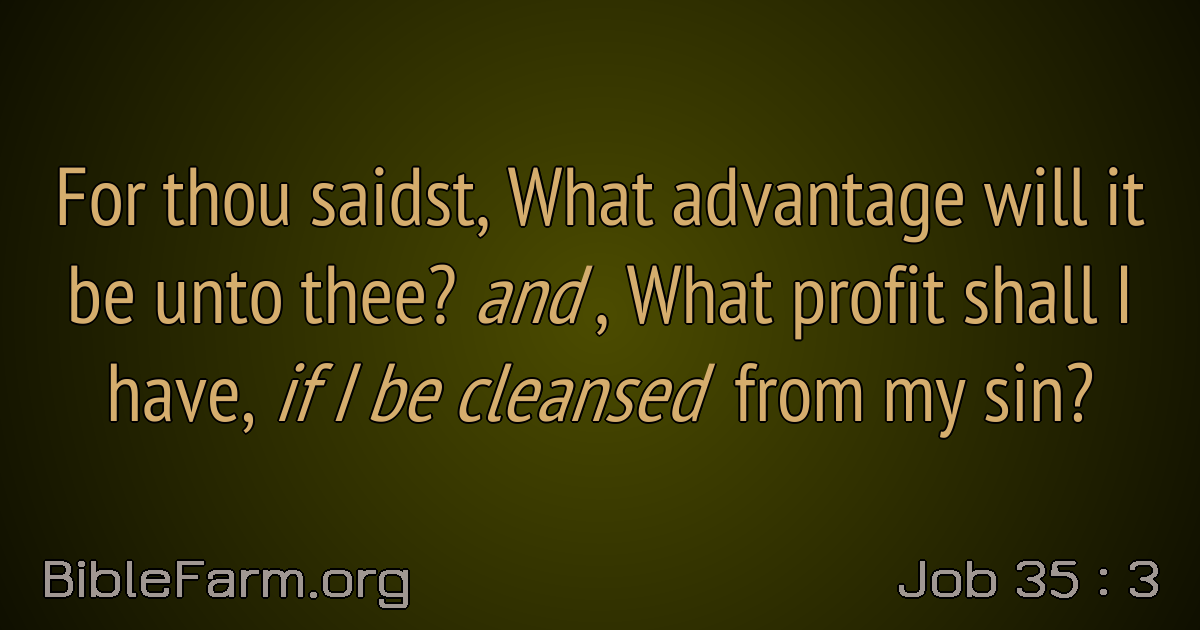 For thou saidst, What advantage will it
be unto thee? and , What profit shall I
have, if I be cleansed from my sin?
BibleFarm.org
Job 35 : 3